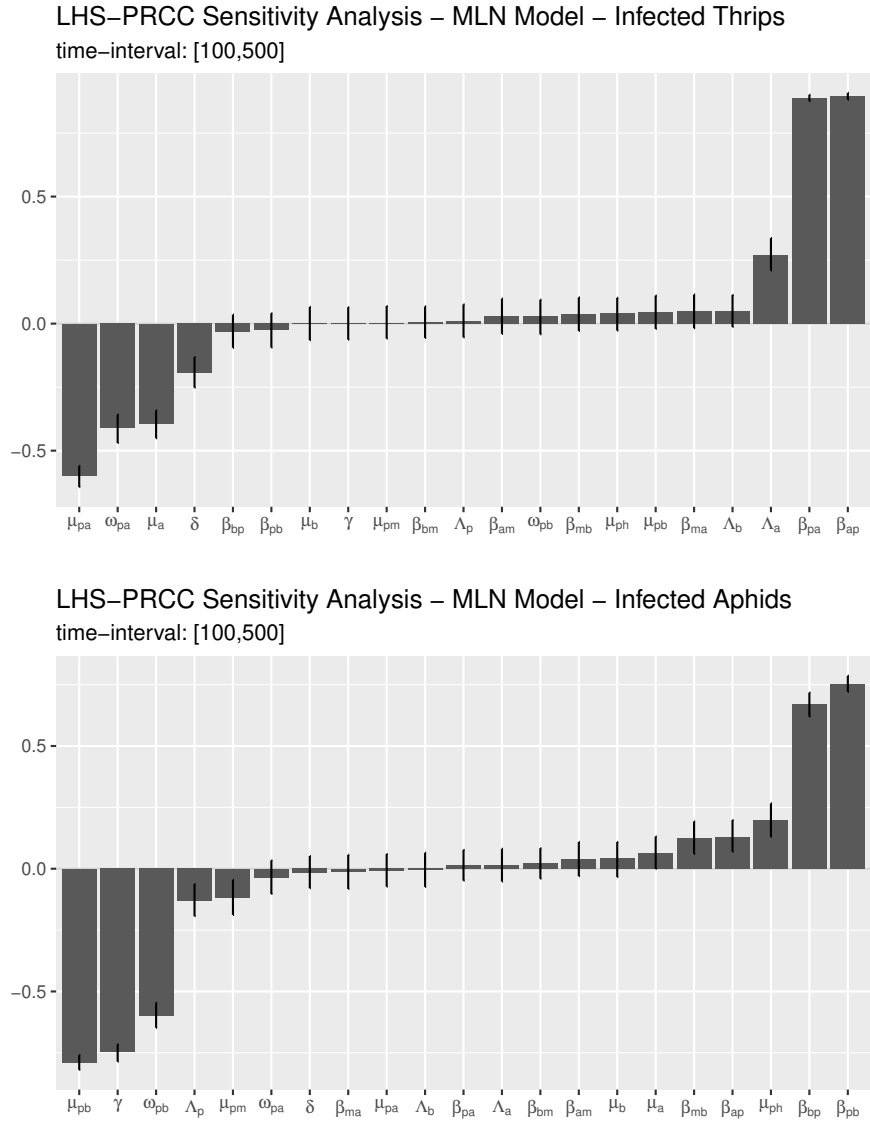 LHS−PRCC Sensitivity Analysis − MLN Model − Infected Thrips
time−interval: [100,500]
0.5
0.0
−0.5
μpa ωpa μa δ βbp βpb μb γ μpm βbm Λp βam ωpb βmb μph μpb βma Λb Λa βpa βap
LHS−PRCC Sensitivity Analysis − MLN Model − Infected Aphids
time−interval: [100,500]
0.5
0.0
−0.5
μpb γ ωpb Λp μpm ωpa δ βma μpa Λb βpa Λa βbm βam μb μa βmb βap μph βbp βpb